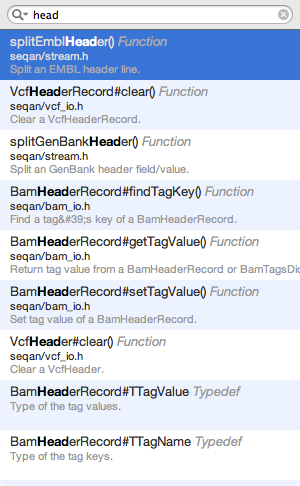 head
splitEmblHeader() Function
seqan/stream.h
Split an EMBL header line.
VcfHeaderRecord#clear() Function
seqan/vcf_io.h
Clear a VcfHeaderRecord.
splitGenBankHeader() Function
seqan/stream.h
Split an GenBank header field/value.
BamHeaderRecord#findTagKey() Function
seqan/bam_io.h
Find a tag&#39;s key of a BamHeaderRecord.
BamHeaderRecord#getTagValue() Function
seqan/bam_io.h
Return tag value from a BamHeaderRecord or BamTagsDic
BamHeaderRecord#setTagValue() Function
seqan/bam_io.h
Set tag value of a BamHeaderRecord.
VcfHeader#clear() Function
seqan/vcf_io.h
Clear a VcfHeader.
BamHeaderRecord#TTagValue Typedef
Type of the tag values.
BamHeaderRecord#TTagName Typedef
Type of the tag keys.